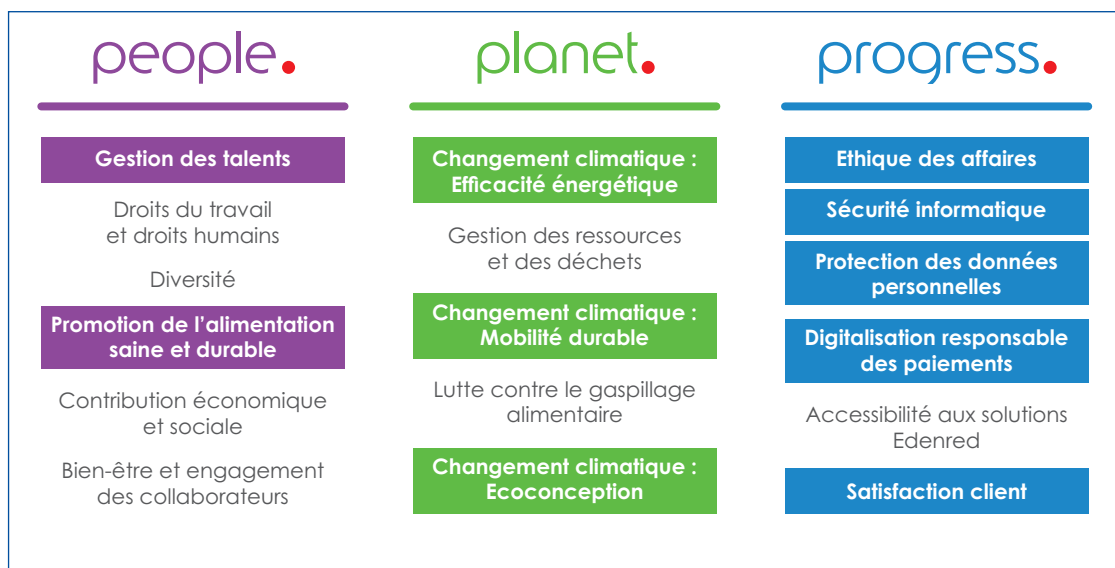 people.
Gestion des talents
Droits du travail
et droits humains
Diversité
Promotion de l’alimentation
saine et durable
Contribution économique
et sociale
Bien-être et engagement
des collaborateurs
planet.
Changement climatique :
Efficacité énergétique
Gestion des ressources
et des déchets
Changement climatique :
Mobilité durable
Lutte contre le gaspillage
alimentaire
Changement climatique :
Ecoconception
progress.
Ethique des affaires
Sécurité informatique
Protection des données
personnelles
Digitalisation responsable
des paiements
Accessibilité aux solutions
Edenred
Satisfaction client